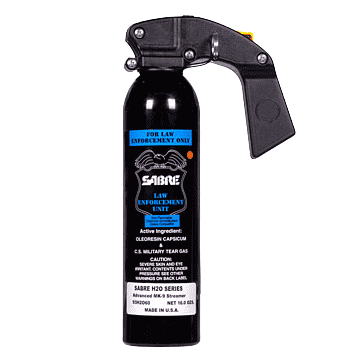 FOR LAW
ENFORCEMENT ONLY
SABRE
LAW
ENFORCEMENT
UNIT
Active Ingredient:
OLEORESIN CAPSICUM
&
C.S. MILITARY TEAR GAS
CAUTION:
SEVERE SKIN AND EYE
IRRITANT. CONTENTS UNDER
PRESSURE SEE OTHER
WARNINGS ON BACK LABEL
SABRE H2O SERIES
Advanced MK-9 Streamer
NET 16.0 OZS.
MADE IN U.S.A.